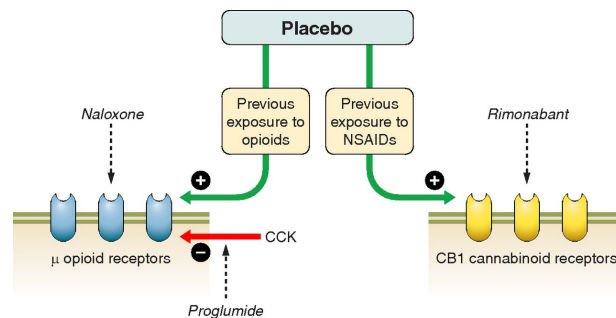 Placebo
Previous
exposure to
opioids
Previous
exposure to
NSAIDs
Naloxone
Rimonabant
+
+
CCK
−
μ opioid receptors
CB1 cannabinoid receptors
Proglumide